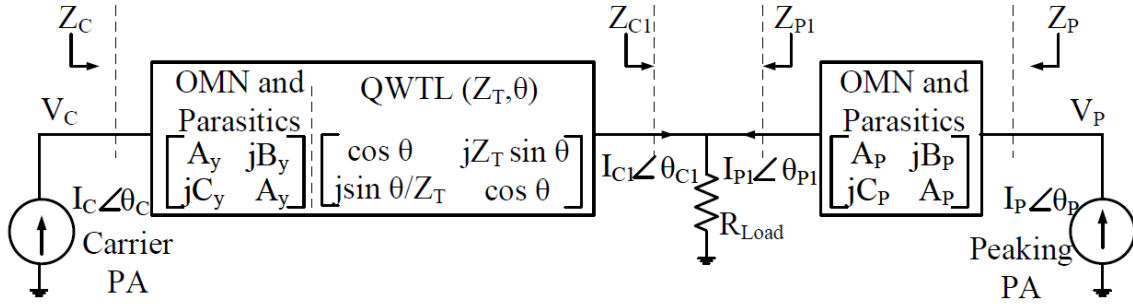 Z_C
Z_C1
Z_P1
Z_P
OMN and
Parasitics
A_y jB_y
jC_y A_y
QWTL (Z_T,θ)
cos θ jZ_T sin θ
jsin θ/Z_T cos θ
OMN and
Parasitics
A_P jB_P
jC_P A_P
V_C
V_P
I_C∠θ_C
I_C1∠θ_C1
I_P1∠θ_P1
I_P∠θ_P
R_Load
Carrier
PA
Peaking
PA